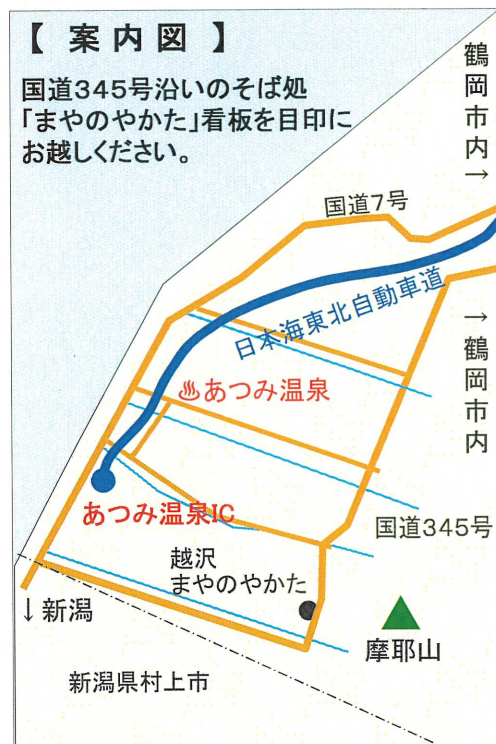 【 案 内 図 】
国道345号沿いのそば処
「まやのやかた」看板を目印に
お越しください。
鶴岡市内→
国道7号
日本海東北自動車道
→鶴岡市内
♨あつみ温泉
あつみ温泉IC
国道345号
越沢
まやのやかた
↓新潟
摩耶山
新潟県村上市